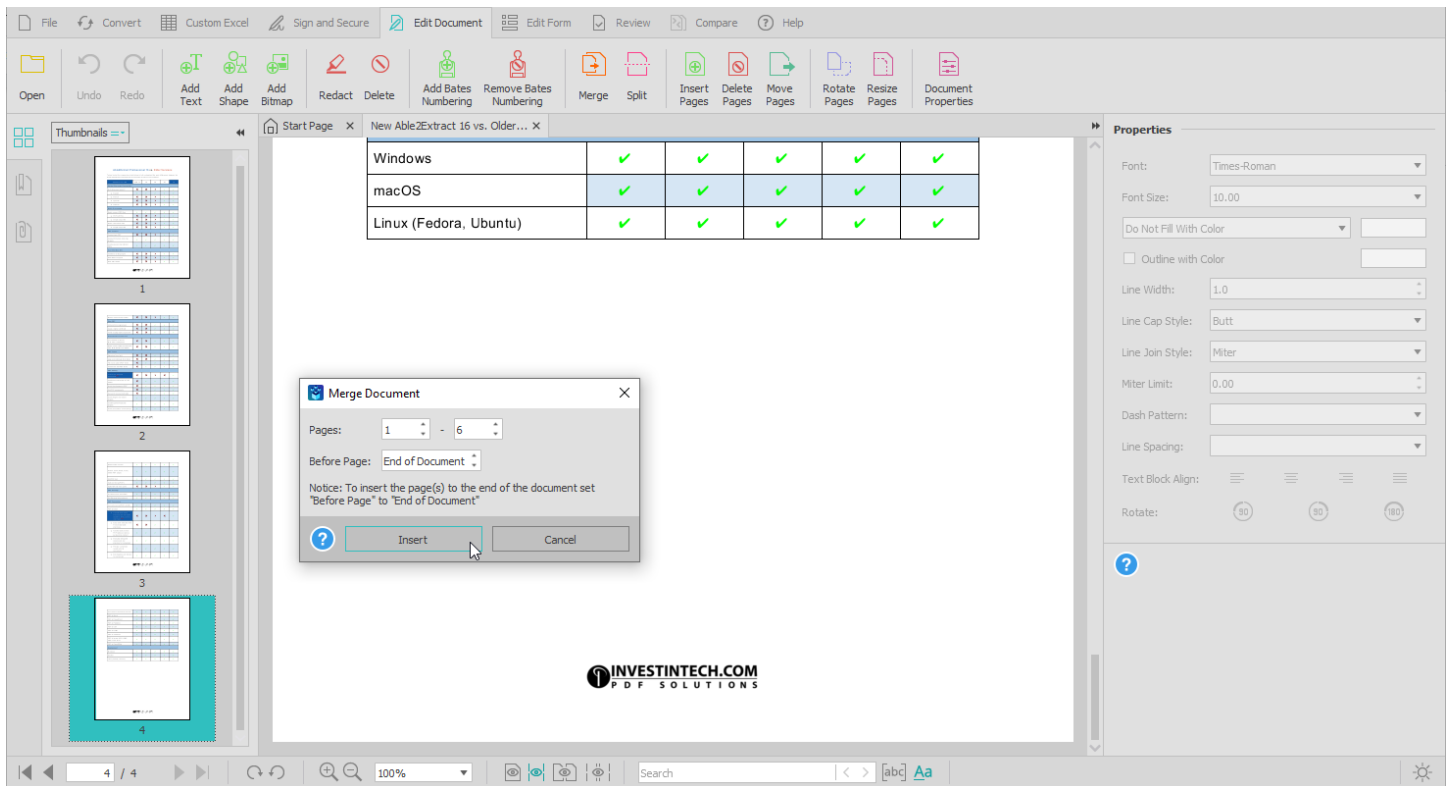 File Convert Custom Excel Sign and Secure Edit Document Edit Form Review Compare Help
Open Undo Redo Add Text Add Shape Add Bitmap Redact Delete Add Bates Numbering Remove Bates Numbering Merge Split Insert Pages Delete Pages Move Pages Rotate Pages Resize Pages Document Properties
Thumbnails
Start Page X New Able2Extract 16 vs. Older... X
Properties
Windows ✔ ✔ ✔ ✔ ✔
macOS ✔ ✔ ✔ ✔ ✔
Linux (Fedora, Ubuntu) ✔ ✔ ✔ ✔ ✔
1
2
3
4
Merge Document
Pages: 1 - 6
Before Page: End of Document
Notice: To insert the page(s) to the end of the document set
"Before Page" to "End of Document"
? Insert Cancel
INVESTINTECH.COM
PDF SOLUTIONS
Font: Times-Roman
Font Size: 10.00
Do Not Fill With Color
Outline with Color
Line Width: 1.0
Line Cap Style: Butt
Line Join Style: Miter
Miter Limit: 0.00
Dash Pattern:
Line Spacing:
Text Block Align:
Rotate: 90 90 180
?
4 / 4 100% Search [abc] Aa